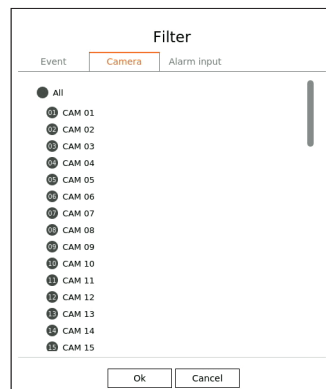 Filter
Event Camera Alarm input
All
01 CAM 01
02 CAM 02
03 CAM 03
04 CAM 04
05 CAM 05
06 CAM 06
07 CAM 07
08 CAM 08
09 CAM 09
10 CAM 10
11 CAM 11
12 CAM 12
13 CAM 13
14 CAM 14
15 CAM 15
Ok Cancel